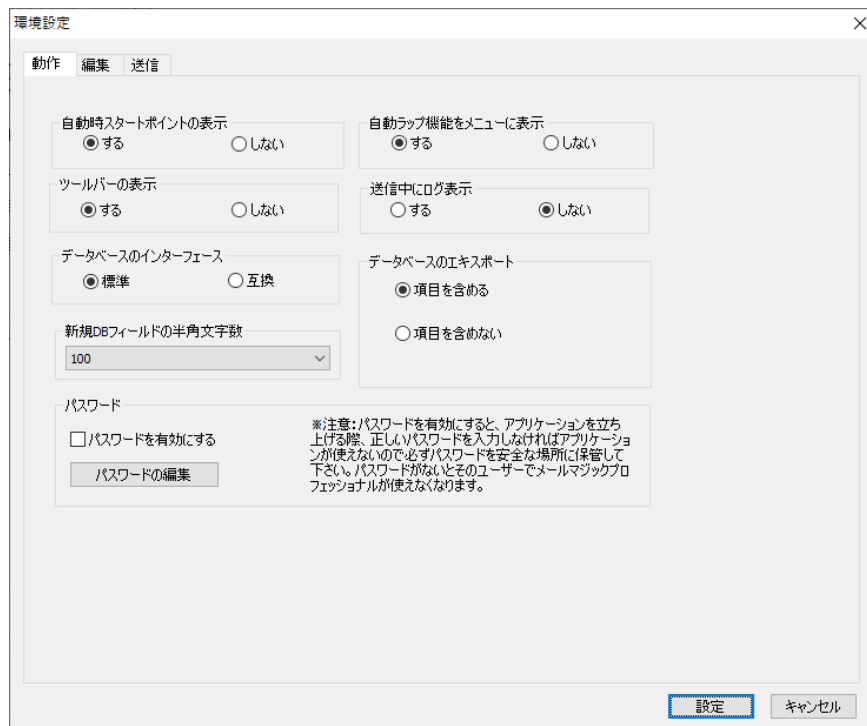 環境設定
動作 編集 送信
自動時スタートポイントの表示
する しない
自動ラップ機能をメニューに表示
する しない
ツールバーの表示
する しない
送信中にログ表示
する しない
データベースのインターフェース
標準 互換
データベースのエキスポート
項目を含める
項目を含めない
新規DBフィールドの半角文字数
100
パスワード
パスワードを有効にする
パスワードの編集
※注意：パスワードを有効にすると、アプリケーションを立ち
上げる際、正しいパスワードを入力しなければアプリケーショ
ンが使えないので必ずパスワードを安全な場所に保管して
下さい。パスワードがないとそのユーザーでメールマジックプロ
フェッショナルが使えなくなります。
設定 キャンセル